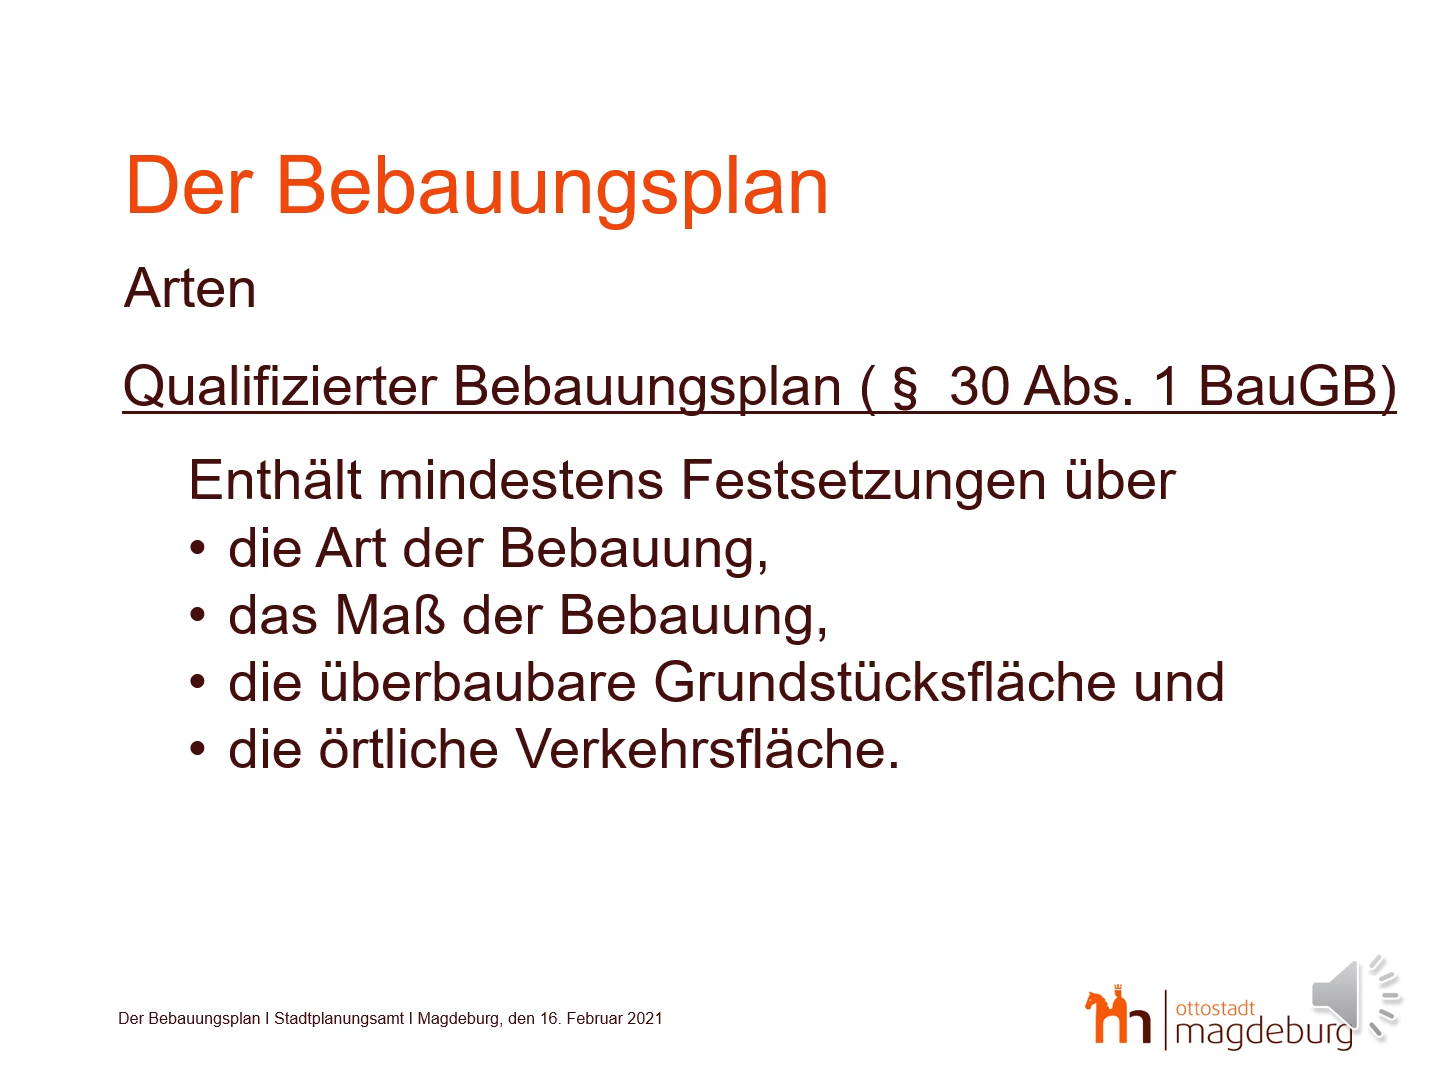 Der Bebauungsplan
Arten
Qualifizierter Bebauungsplan ( §  30 Abs. 1 BauGB)
Enthält mindestens Festsetzungen über
• die Art der Bebauung,
• das Maß der Bebauung,
• die überbaubare Grundstücksfläche und
• die örtliche Verkehrsfläche.
Der Bebauungsplan I Stadtplanungsamt I Magdeburg, den 16. Februar 2021
ottostadt
magdeburg